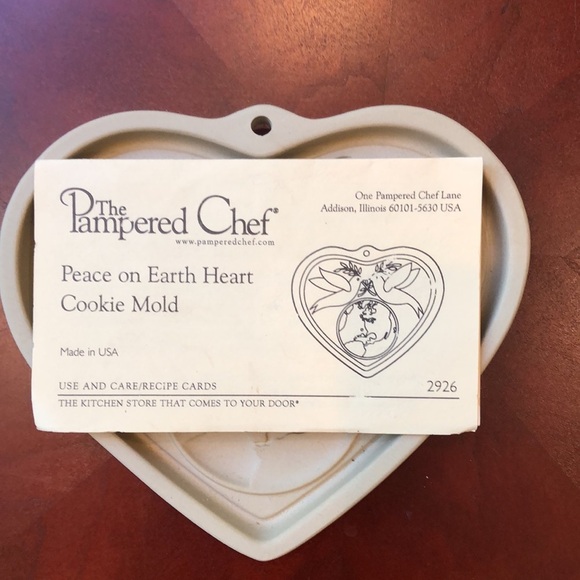 The
Pampered Chef®
www.pamperedchef.com
One Pampered Chef Lane
Addison, Illinois 60101-5630 USA
Peace on Earth Heart
Cookie Mold
Made in USA
USE AND CARE/RECIPE CARDS
2926
THE KITCHEN STORE THAT COMES TO YOUR DOOR®